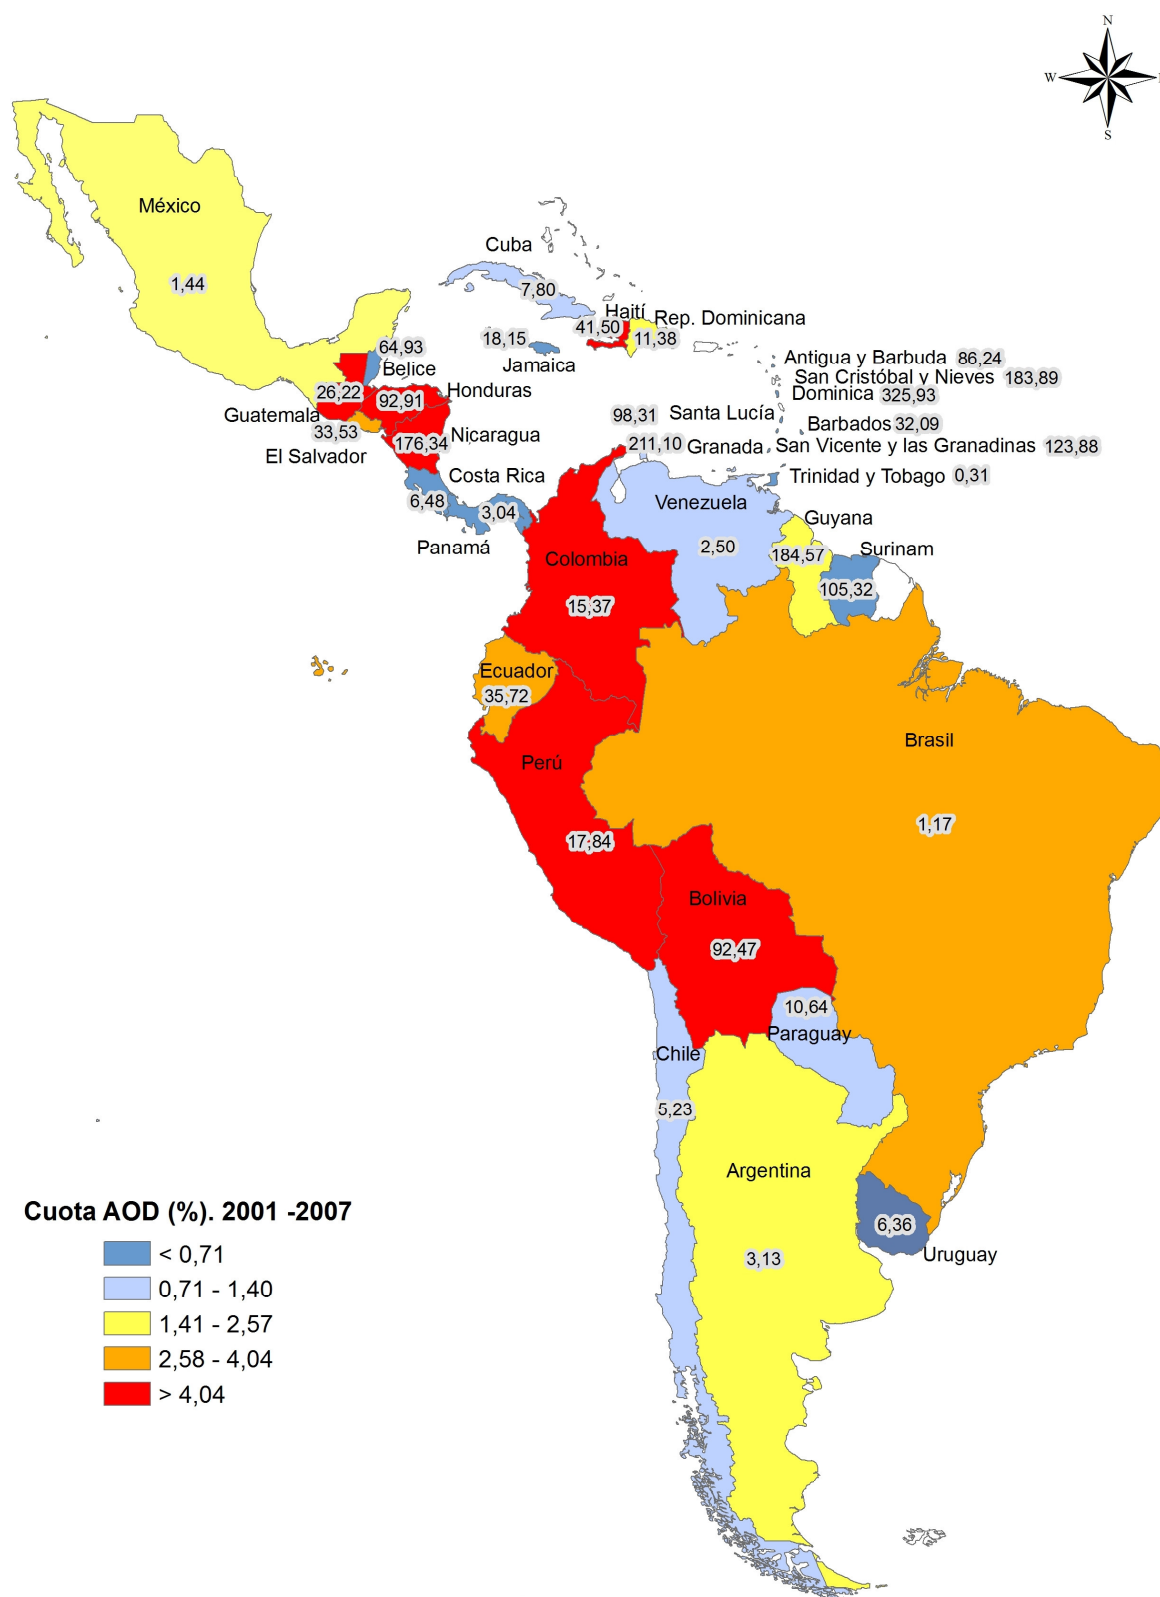 N
W
S
México
1,44
Cuba
7,80
Haití
41,50
Rep. Dominicana
11,38
18,15
Jamaica
64,93
Belice
Antigua y Barbuda 86,24
San Cristóbal y Nieves 183,89
Dominica 325,93
26,22
Guatemala
92,91
Honduras
33,53
El Salvador
176,34
Nicaragua
98,31 Santa Lucía
Barbados 32,09
211,10 Granada
San Vicente y las Granadinas 123,88
Trinidad y Tobago 0,31
Costa Rica
6,48
3,04
Panamá
Venezuela
2,50
Guyana
184,57
Surinam
105,32
Colombia
15,37
Ecuador
35,72
Perú
17,84
Brasil
1,17
Bolivia
92,47
10,64
Paraguay
Chile
5,23
Argentina
3,13
6,36
Uruguay
Cuota AOD (%). 2001 -2007
< 0,71
0,71 - 1,40
1,41 - 2,57
2,58 - 4,04
> 4,04